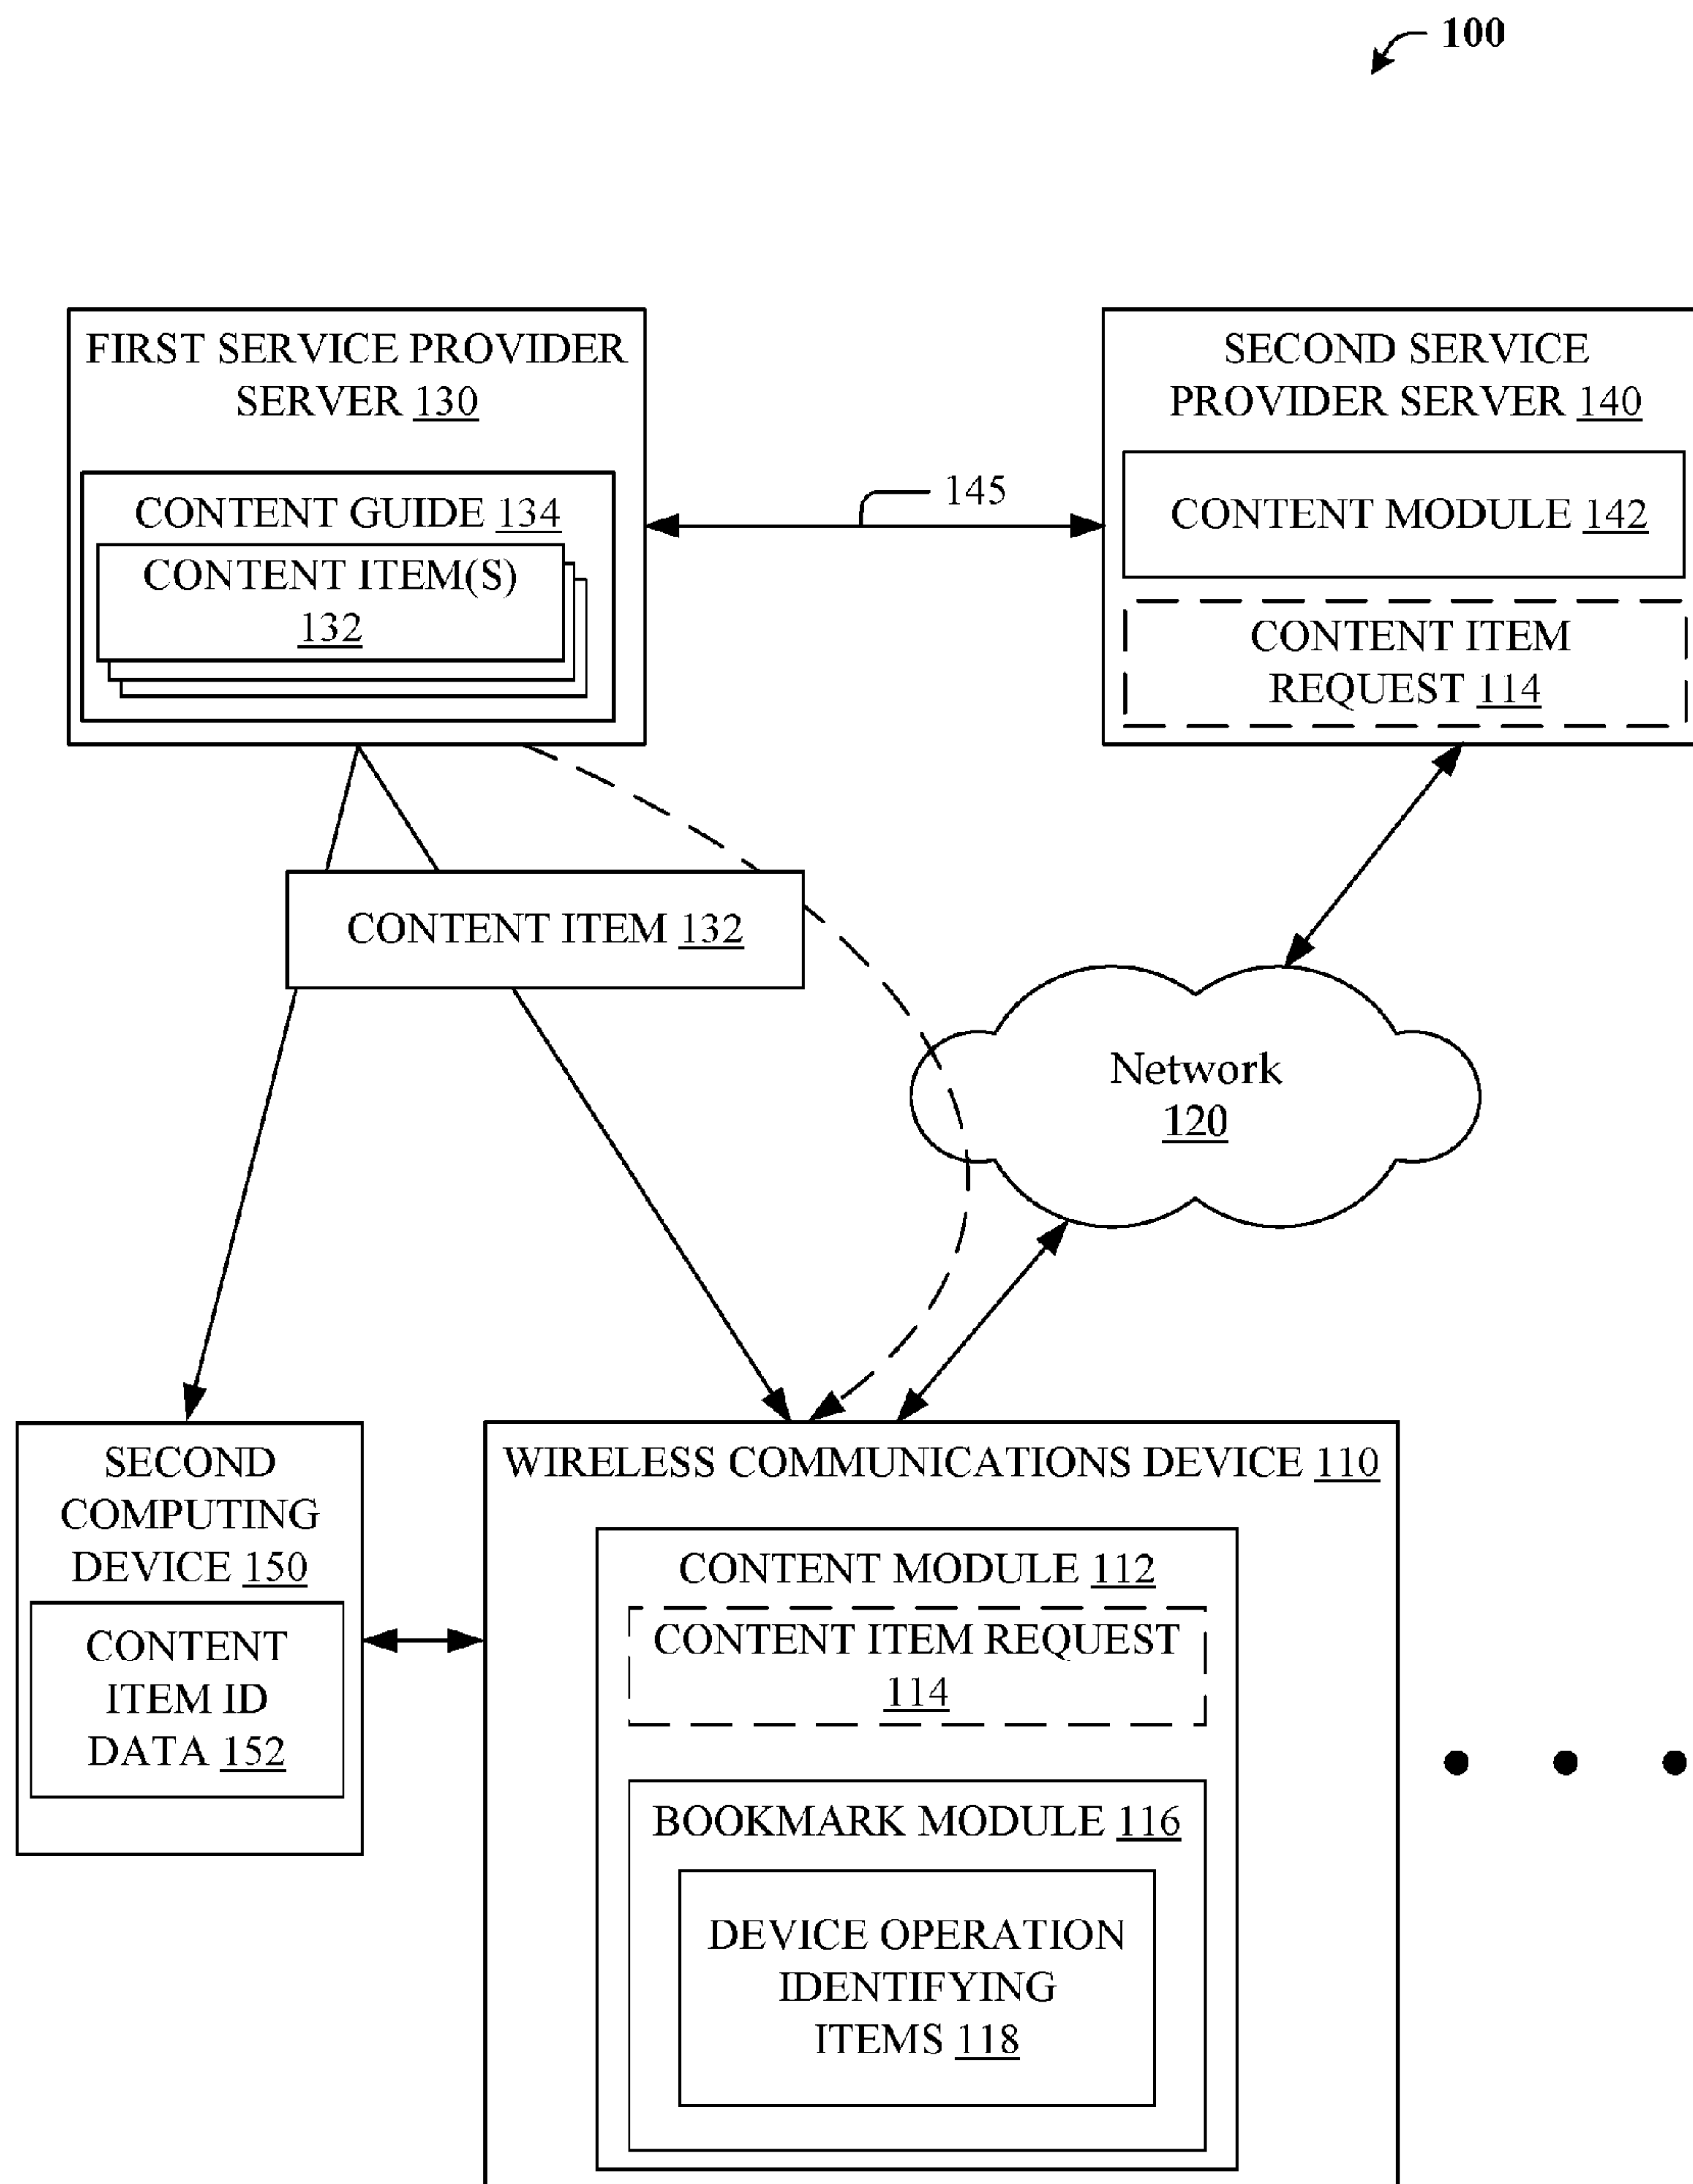 100
FIRST SERVICE PROVIDER
SERVER 130
CONTENT GUIDE 134
CONTENT ITEM(S)
132
145
SECOND SERVICE
PROVIDER SERVER 140
CONTENT MODULE 142
CONTENT ITEM
REQUEST 114
CONTENT ITEM 132
Network
120
SECOND
COMPUTING
DEVICE 150
CONTENT
ITEM ID
DATA 152
WIRELESS COMMUNICATIONS DEVICE 110
CONTENT MODULE 112
CONTENT ITEM REQUEST
114
BOOKMARK MODULE 116
DEVICE OPERATION
IDENTIFYING
ITEMS 118